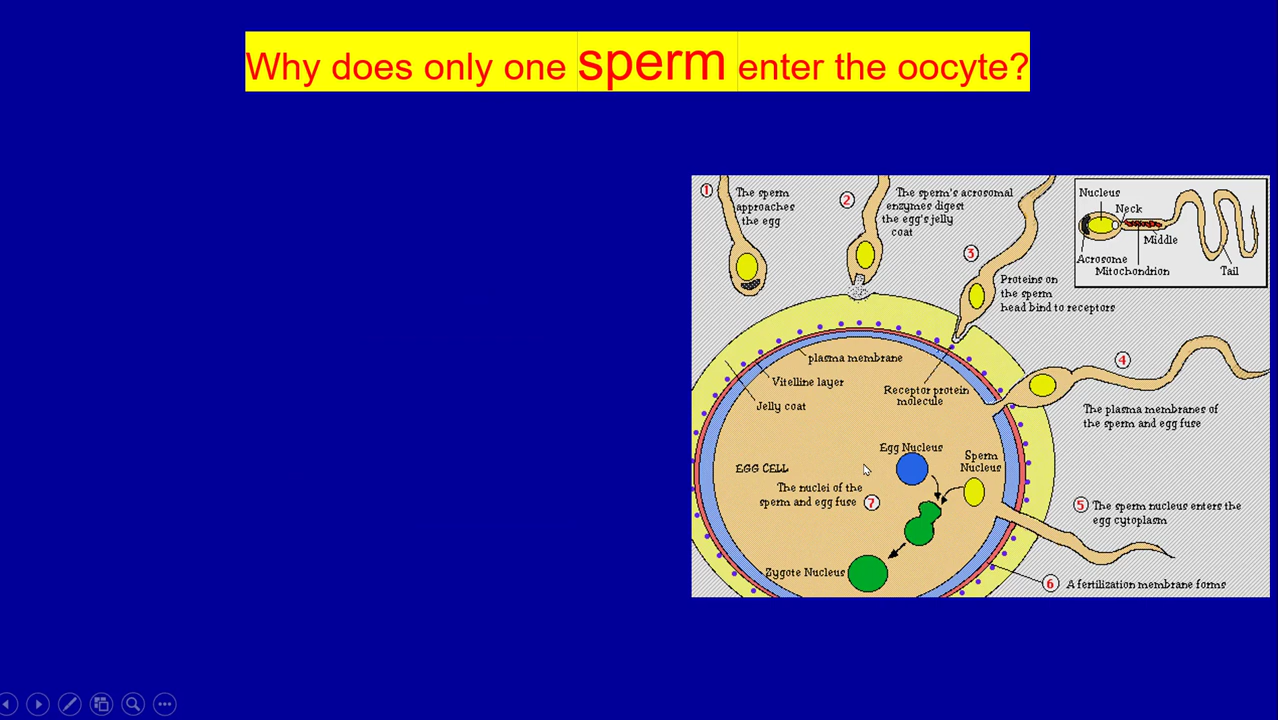 Why does only one sperm enter the oocyte?
1
The sperm
approaches
the egg
2
The sperm's acrosomal
enzymes digest
the egg's jelly
coat
3
Proteins on
the sperm
head bind to receptors
Nucleus
Neck
Middle
Acrosome
Mitochondrion
Tail
plasma membrane
Vitelline layer
Jelly coat
Receptor protein
molecule
4
The plasma membranes of
the sperm and egg fuse
Egg Nucleus
Sperm
Nucleus
EGG CELL
The nuclei of the
sperm and egg fuse 7
5 The sperm nucleus enters the
egg cytoplasm
Zygote Nucleus
6 A fertilization membrane forms